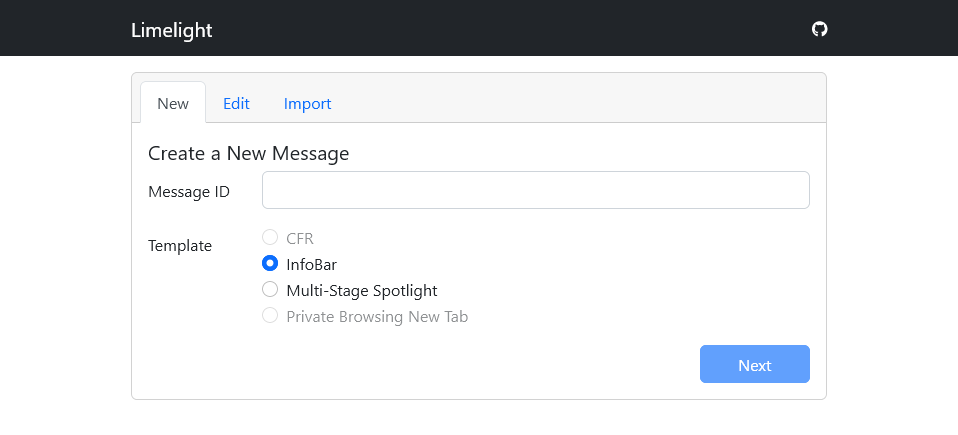 Limelight
New Edit Import
Create a New Message
Message ID
Template
CFR
InfoBar
Multi-Stage Spotlight
Private Browsing New Tab
Next